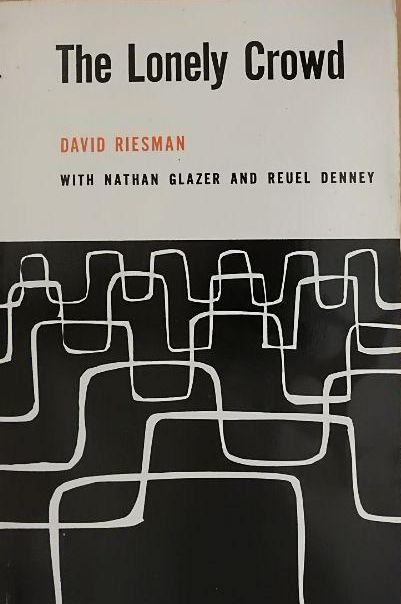 The Lonely Crowd
DAVID RIESMAN
WITH NATHAN GLAZER AND REUEL DENNEY